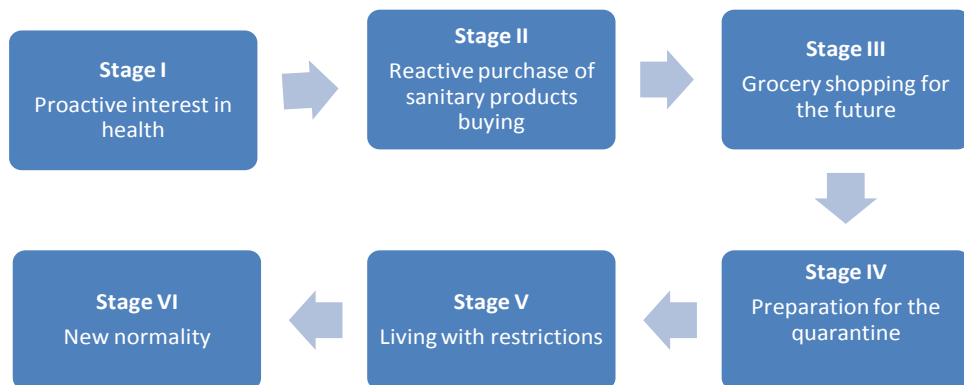 Stage I
Proactive interest in
health
Stage II
Reactive purchase of
sanitary products
buying
Stage III
Grocery shopping for
the future
Stage IV
Preparation for the
quarantine
Stage V
Living with restrictions
Stage VI
New normality